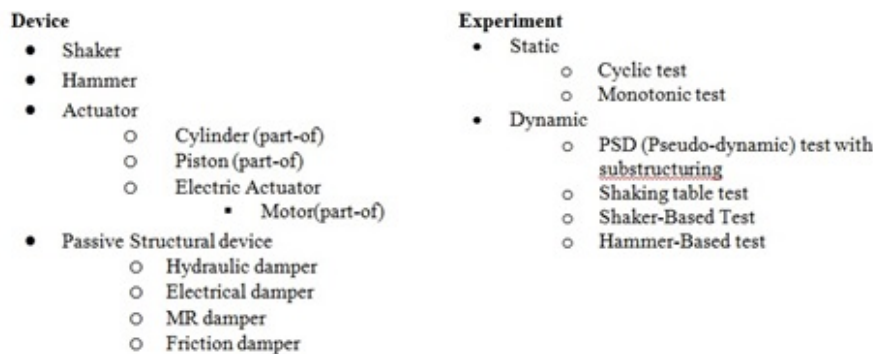 Device
● Shaker
● Hammer
● Actuator
○ Cylinder (part-of)
○ Piston (part-of)
○ Electric Actuator
▪ Motor(part-of)
● Passive Structural device
○ Hydraulic damper
○ Electrical damper
○ MR damper
○ Friction damper
Experiment
• Static
○ Cyclic test
○ Monotonic test
• Dynamic
○ PSD (Pseudo-dynamic) test with
substructuring
○ Shaking table test
○ Shaker-Based Test
○ Hammer-Based test